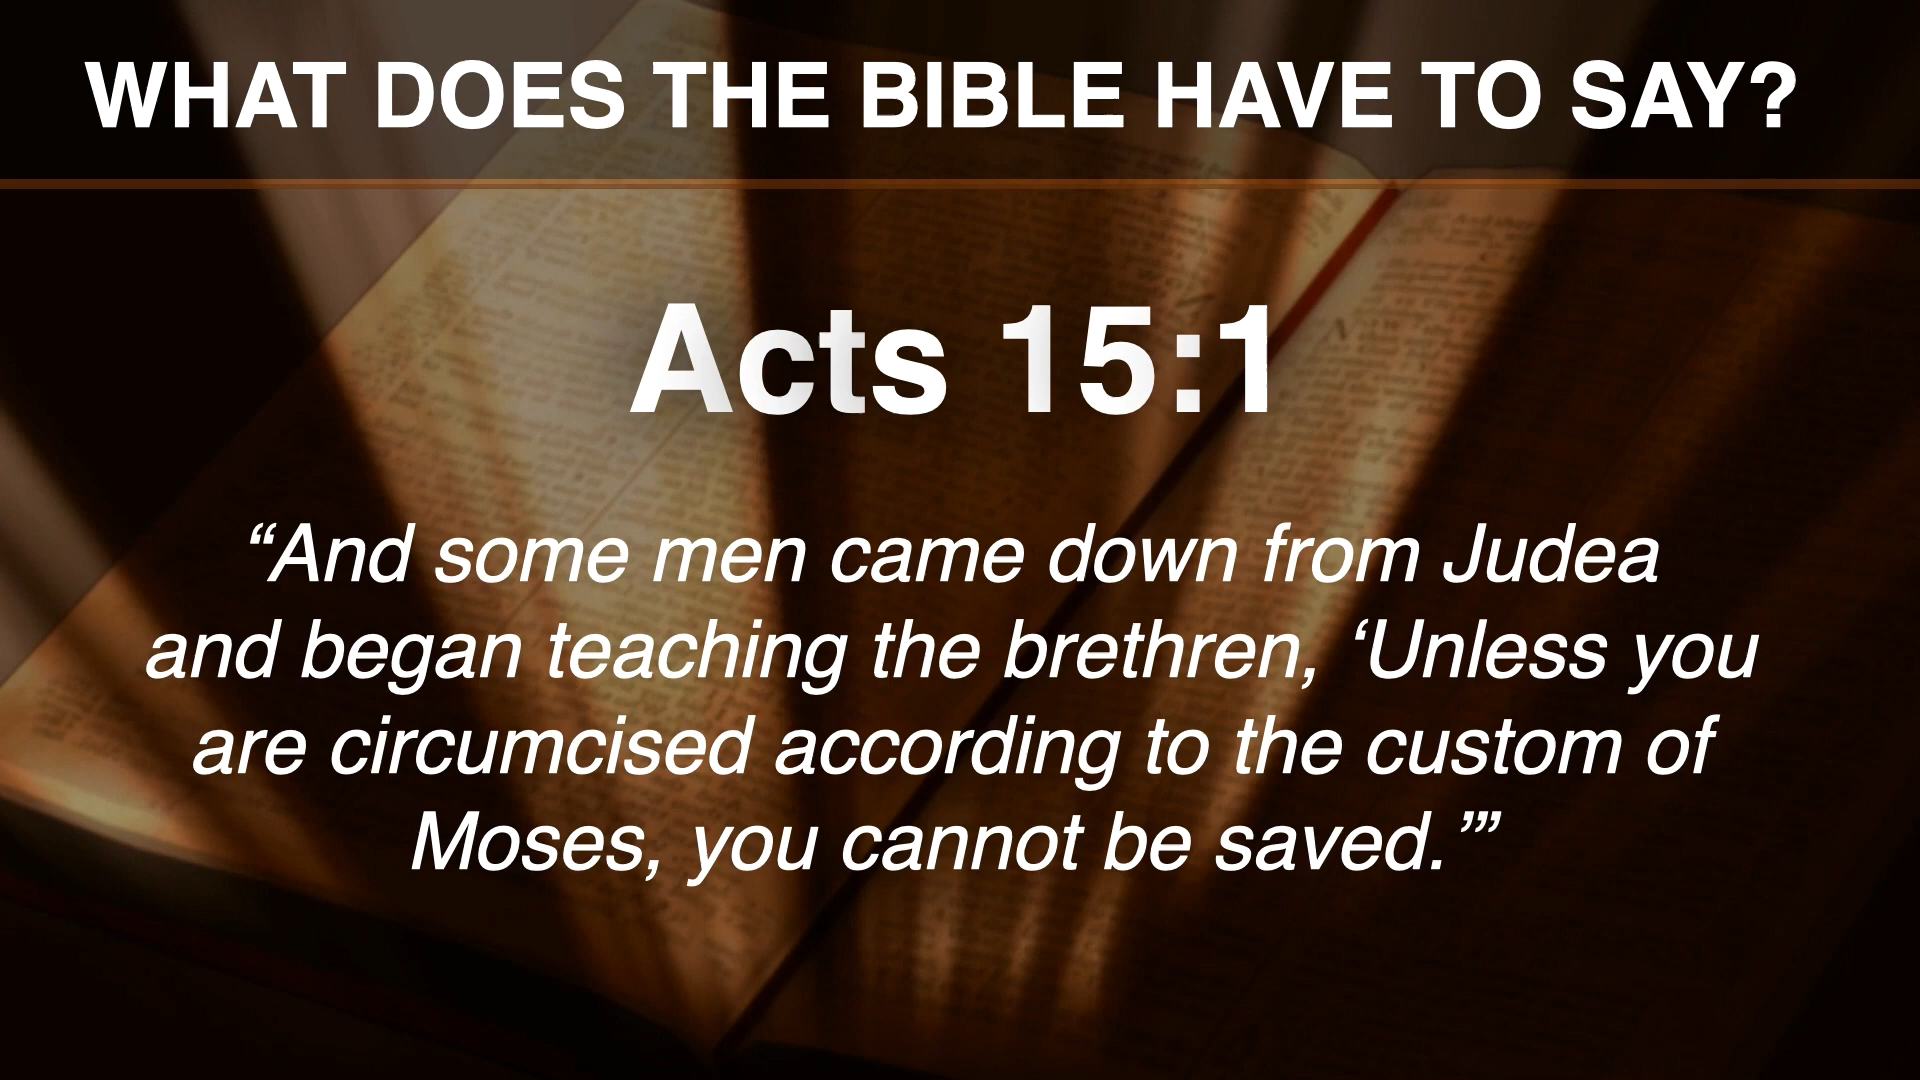 WHAT DOES THE BIBLE HAVE TO SAY?
Acts 15:1
“And some men came down from Judea
and began teaching the brethren, ‘Unless you
are circumcised according to the custom of
Moses, you cannot be saved.’”